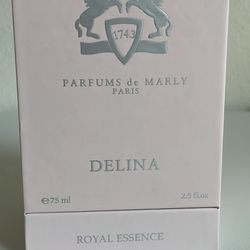 1743
PARFUMS de MARLY
PARIS
DELINA
℮75 ml 2.5 fl.oz
ROYAL ESSENCE